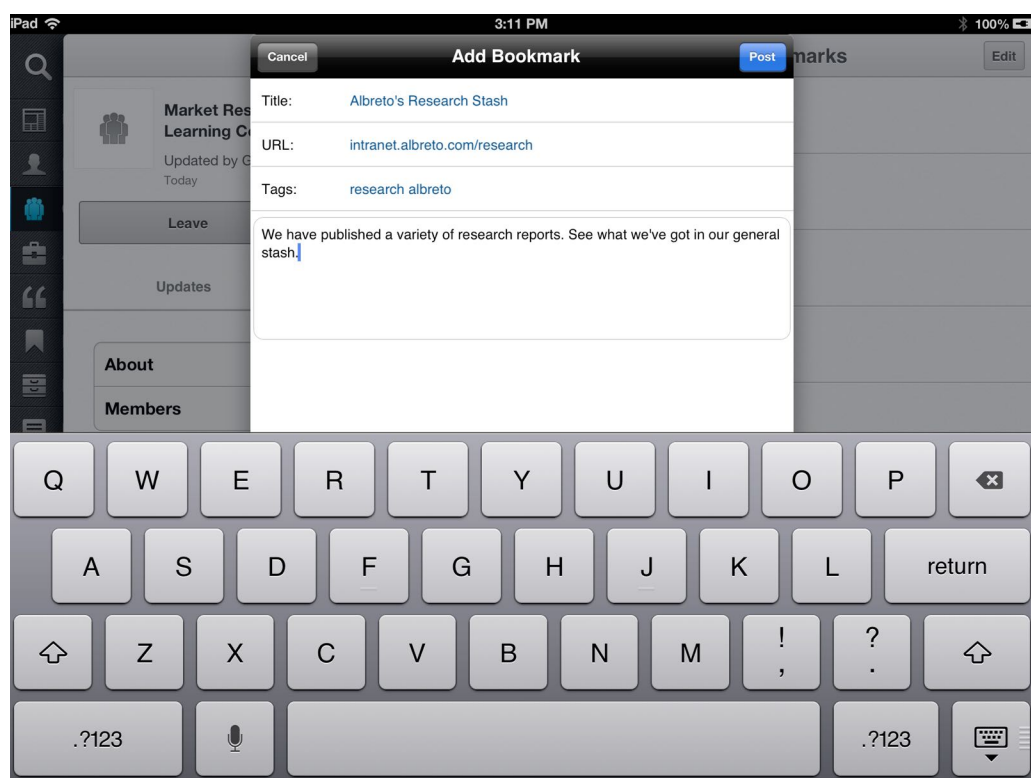 iPad
3:11 PM
100%
Cancel
Add Bookmark
Post
marks
Edit
Title:
Albreto's Research Stash
URL:
intranet.albreto.com/research
Tags:
research albreto
We have published a variety of research reports. See what we've got in our general
stash.
Market Res
Learning Co
Updated by G
Today
Leave
Updates
About
Members
Q W E R T Y U I O P
A S D F G H J K L return
Z X C V B N M ! , ? .
.?123 .?123